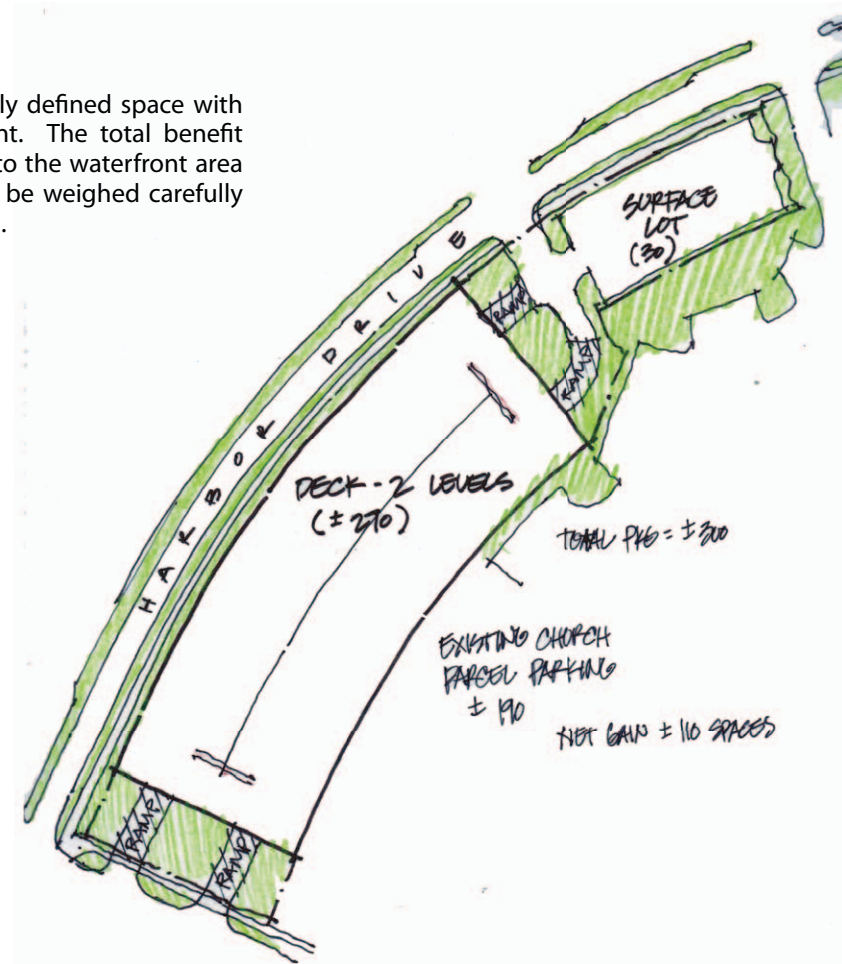 ly defined space with
nt. The total benefit
to the waterfront area
be weighed carefully
.
HARBOR DRIVE
SURFACE
LOT
(30)
RAMP
RAMP
DECK - 2 LEVELS
(± 270)
TOTAL PKG = ± 300
EXISTING CHURCH
PARCEL PARKING
± 190
NET GAIN ± 110 SPACES
RAMP
RAMP